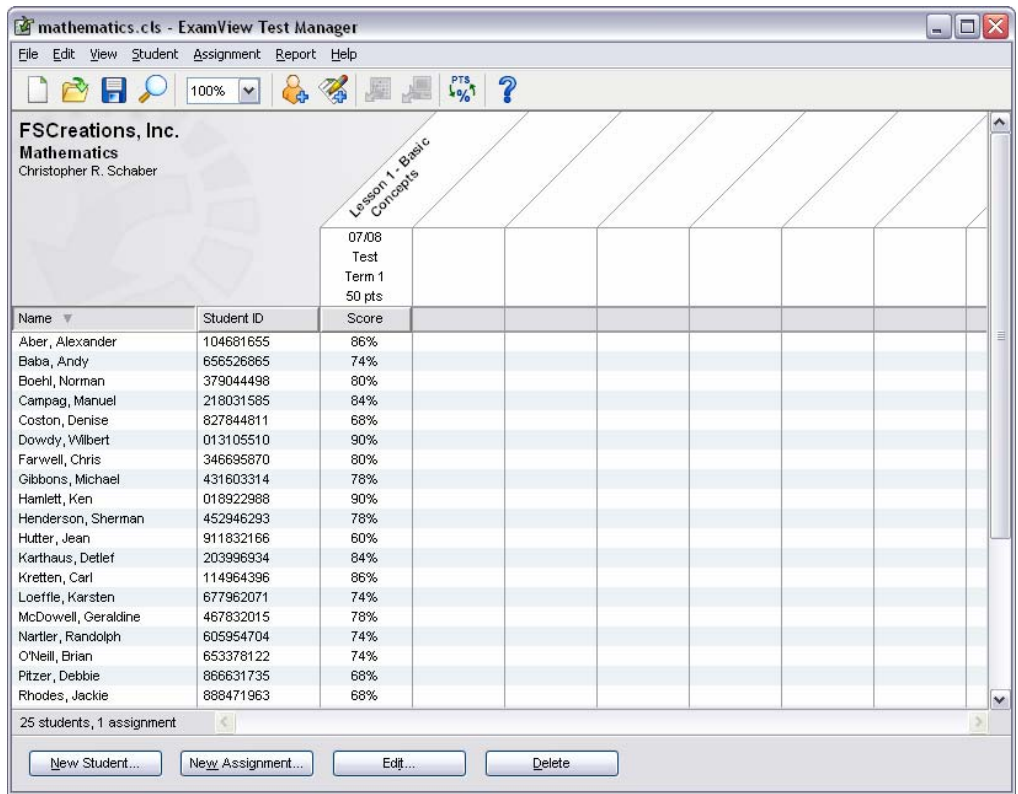 mathematics.cls - ExamView Test Manager
File Edit View Student Assignment Report Help
100% PTS % ?
FSCreations, Inc.
Mathematics
Christopher R. Schaber
Lesson 1 - Basic
Concepts
07/08
Test
Term 1
50 pts
Name Student ID Score
Aber, Alexander 104681655 86%
Baba, Andy 656526865 74%
Boehl, Norman 379044498 80%
Campag, Manuel 218031585 84%
Coston, Denise 827844811 68%
Dowdy, Wilbert 013105510 90%
Farwell, Chris 346695870 80%
Gibbons, Michael 431603314 78%
Hamlett, Ken 018922988 90%
Henderson, Sherman 452946293 78%
Hutter, Jean 911832166 60%
Karthaus, Detlef 203996934 84%
Kretten, Carl 114964396 86%
Loeffle, Karsten 677962071 74%
McDowell, Geraldine 467832015 78%
Nartler, Randolph 605954704 74%
O'Neill, Brian 653378122 74%
Pitzer, Debbie 866631735 68%
Rhodes, Jackie 888471963 68%
25 students, 1 assignment
New Student... New Assignment... Edit... Delete